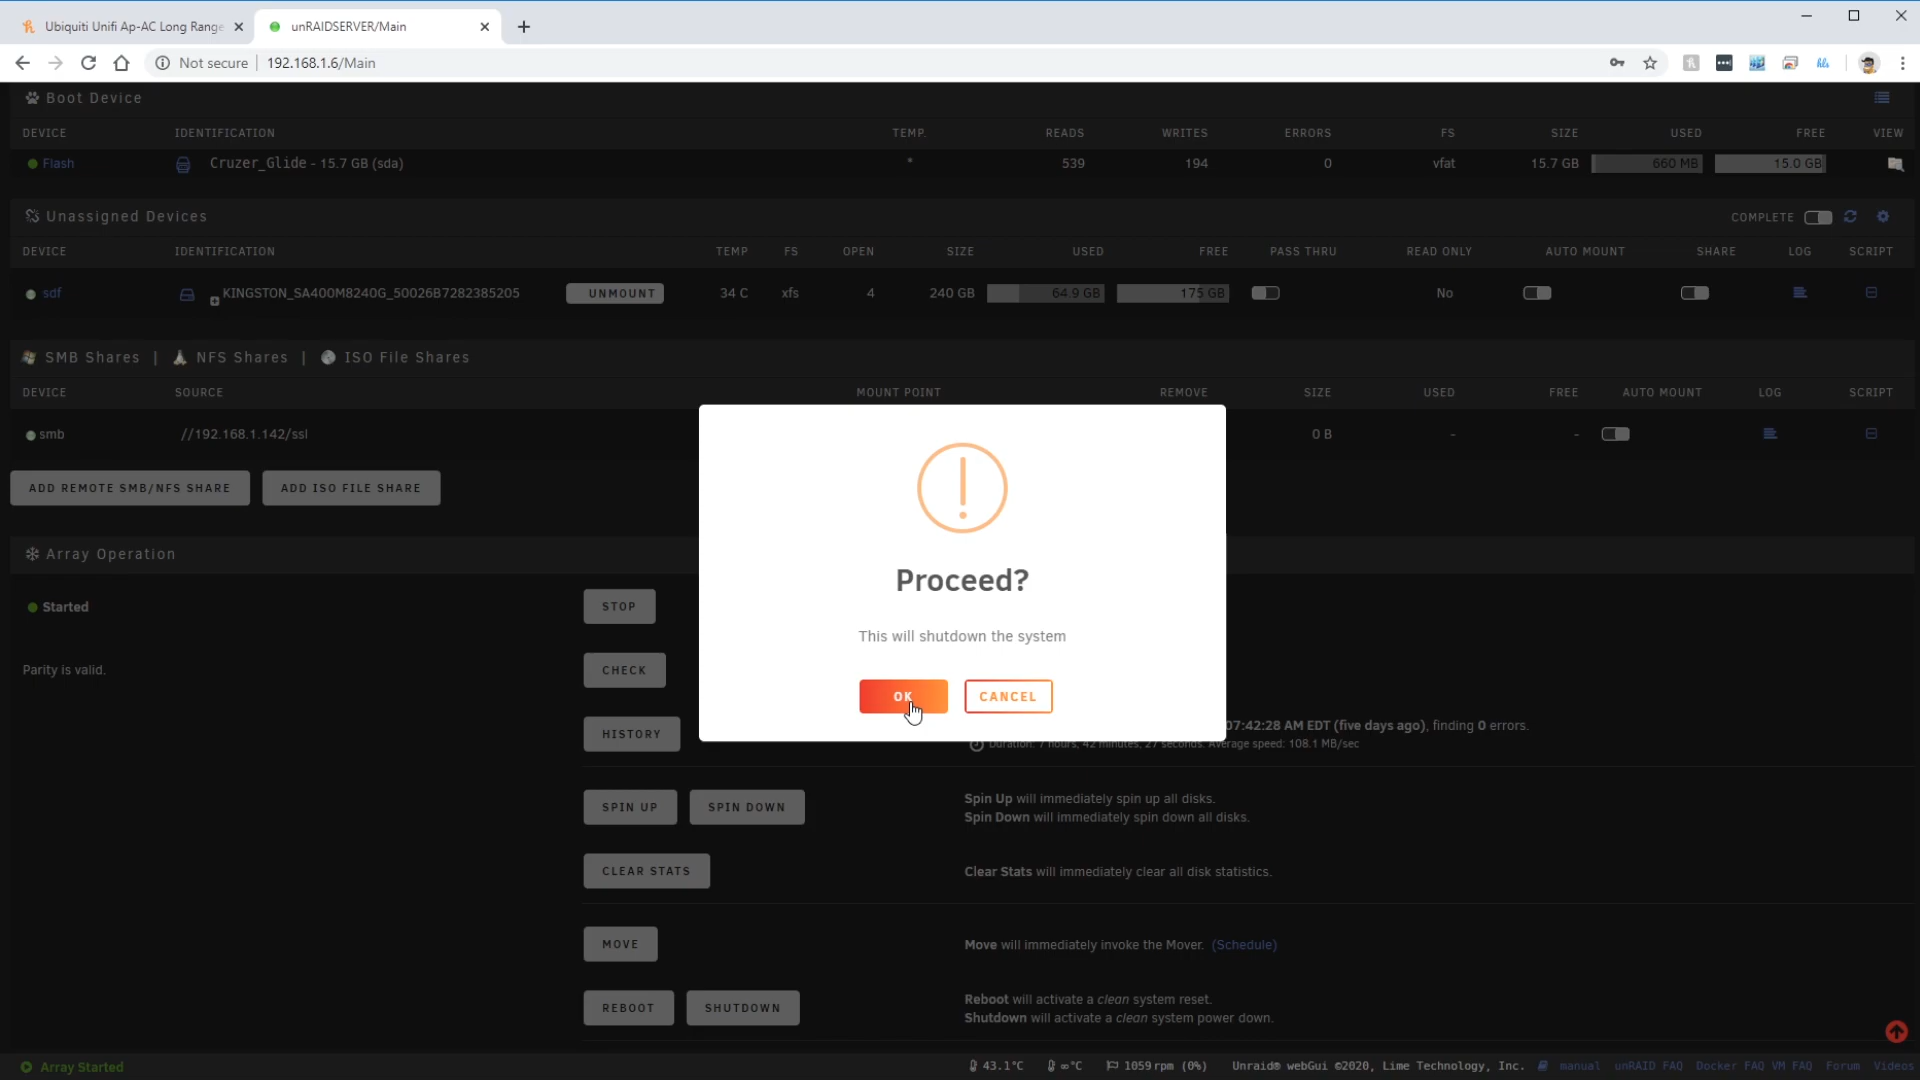 Ubiquiti Unifi Ap-AC Long Range
unRAIDSERVER/Main
Not secure
192.168.1.6/Main
Boot Device
DEVICE IDENTIFICATION TEMP. READS WRITES ERRORS FS SIZE USED FREE VIEW
Flash Cruzer_Glide - 15.7 GB (sda) * 539 194 0 vfat 15.7 GB 660 MB 15.0 GB
Unassigned Devices COMPLETE
DEVICE IDENTIFICATION TEMP FS OPEN SIZE USED FREE PASS THRU READ ONLY AUTO MOUNT SHARE LOG SCRIPT
sdf KINGSTON_SA400M8240G_50026B7282385205 UNMOUNT 34 C xfs 4 240 GB 64.9 GB 175 GB No
SMB Shares | NFS Shares | ISO File Shares
DEVICE SOURCE MOUNT POINT REMOVE SIZE USED FREE AUTO MOUNT LOG SCRIPT
smb //192.168.1.142/ssl 0 B - -
ADD REMOTE SMB/NFS SHARE ADD ISO FILE SHARE
Array Operation
Started STOP
Proceed?
This will shutdown the system
OK CANCEL
Parity is valid. CHECK
HISTORY 07:42:28 AM EDT (five days ago), finding 0 errors.
Duration: 7 hours, 42 minutes, 27 seconds. Average speed: 108.1 MB/sec
SPIN UP SPIN DOWN
Spin Up will immediately spin up all disks.
Spin Down will immediately spin down all disks.
CLEAR STATS Clear Stats will immediately clear all disk statistics.
MOVE Move will immediately invoke the Mover. (Schedule)
REBOOT SHUTDOWN
Reboot will activate a clean system reset.
Shutdown will activate a clean system power down.
Array Started 43.1°C ∞°C 1059 rpm (0%) Unraid® webGui ©2020, Lime Technology, Inc. manual unRAID FAQ Docker FAQ VM FAQ Forum Videos